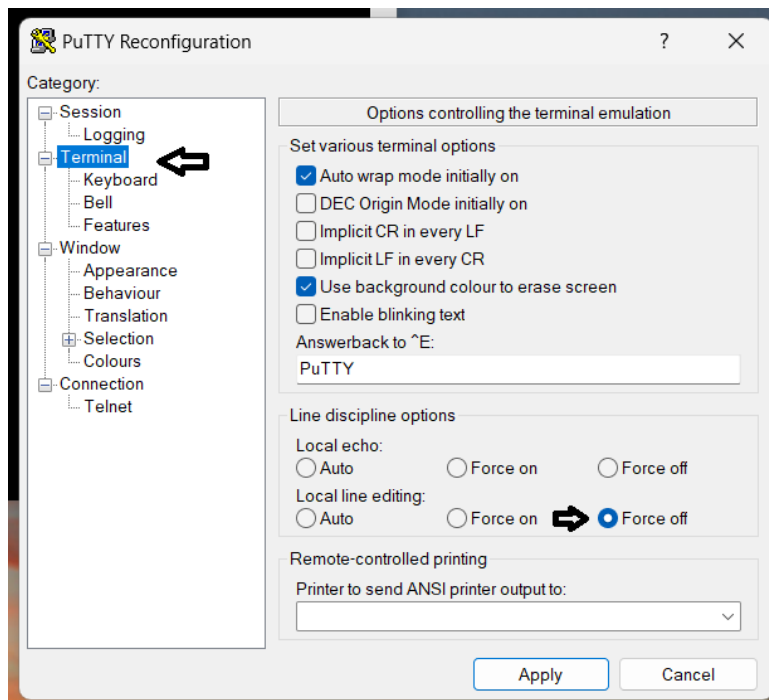 PuTTY Reconfiguration
?
Category:
Session
Logging
Terminal
Keyboard
Bell
Features
Window
Appearance
Behaviour
Translation
Selection
Colours
Connection
Telnet
Options controlling the terminal emulation
Set various terminal options
Auto wrap mode initially on
DEC Origin Mode initially on
Implicit CR in every LF
Implicit LF in every CR
Use background colour to erase screen
Enable blinking text
Answerback to ^E:
PuTTY
Line discipline options
Local echo:
Auto Force on Force off
Local line editing:
Auto Force on Force off
Remote-controlled printing
Printer to send ANSI printer output to:
Apply Cancel